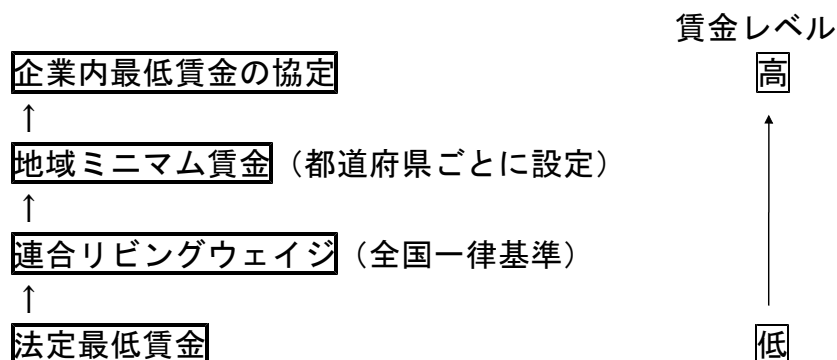 賃金レベル
企業内最低賃金の協定 高
↑
地域ミニマム賃金（都道府県ごとに設定）
↑
連合リビングウェイジ（全国一律基準）
↑
法定最低賃金 低